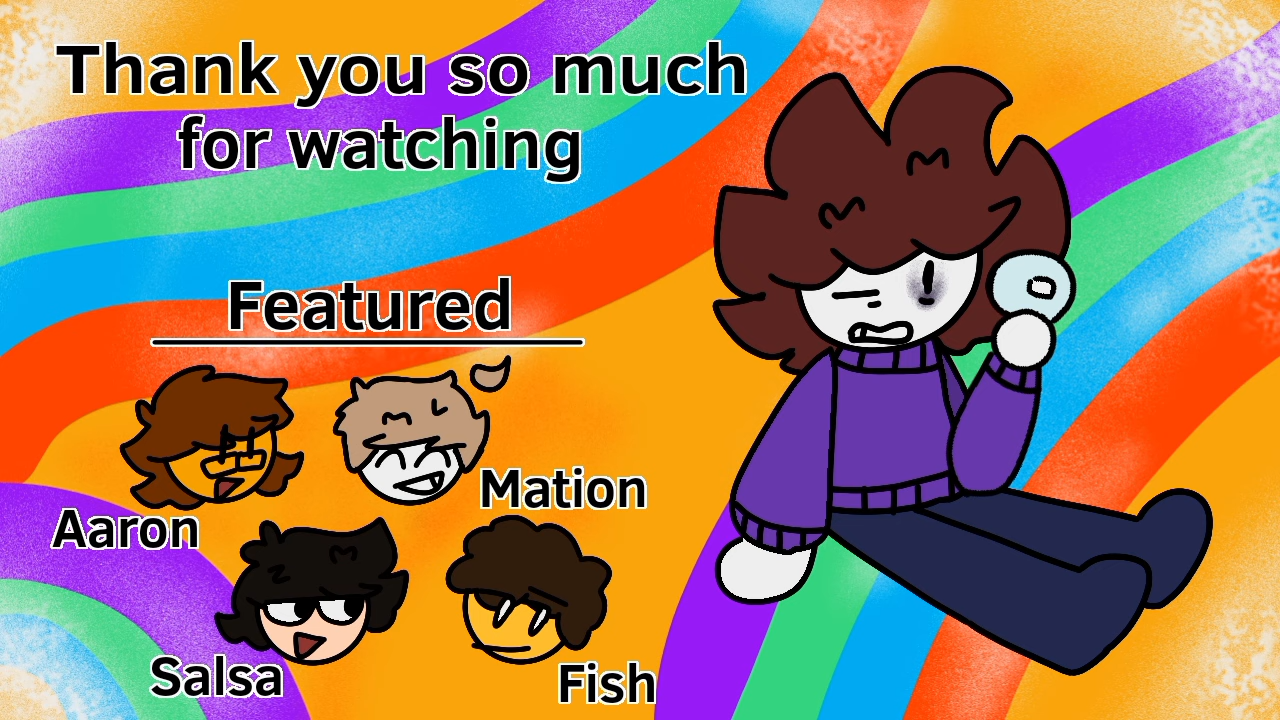 Thank you so much
for watching
Featured
Aaron
Mation
Salsa
Fish